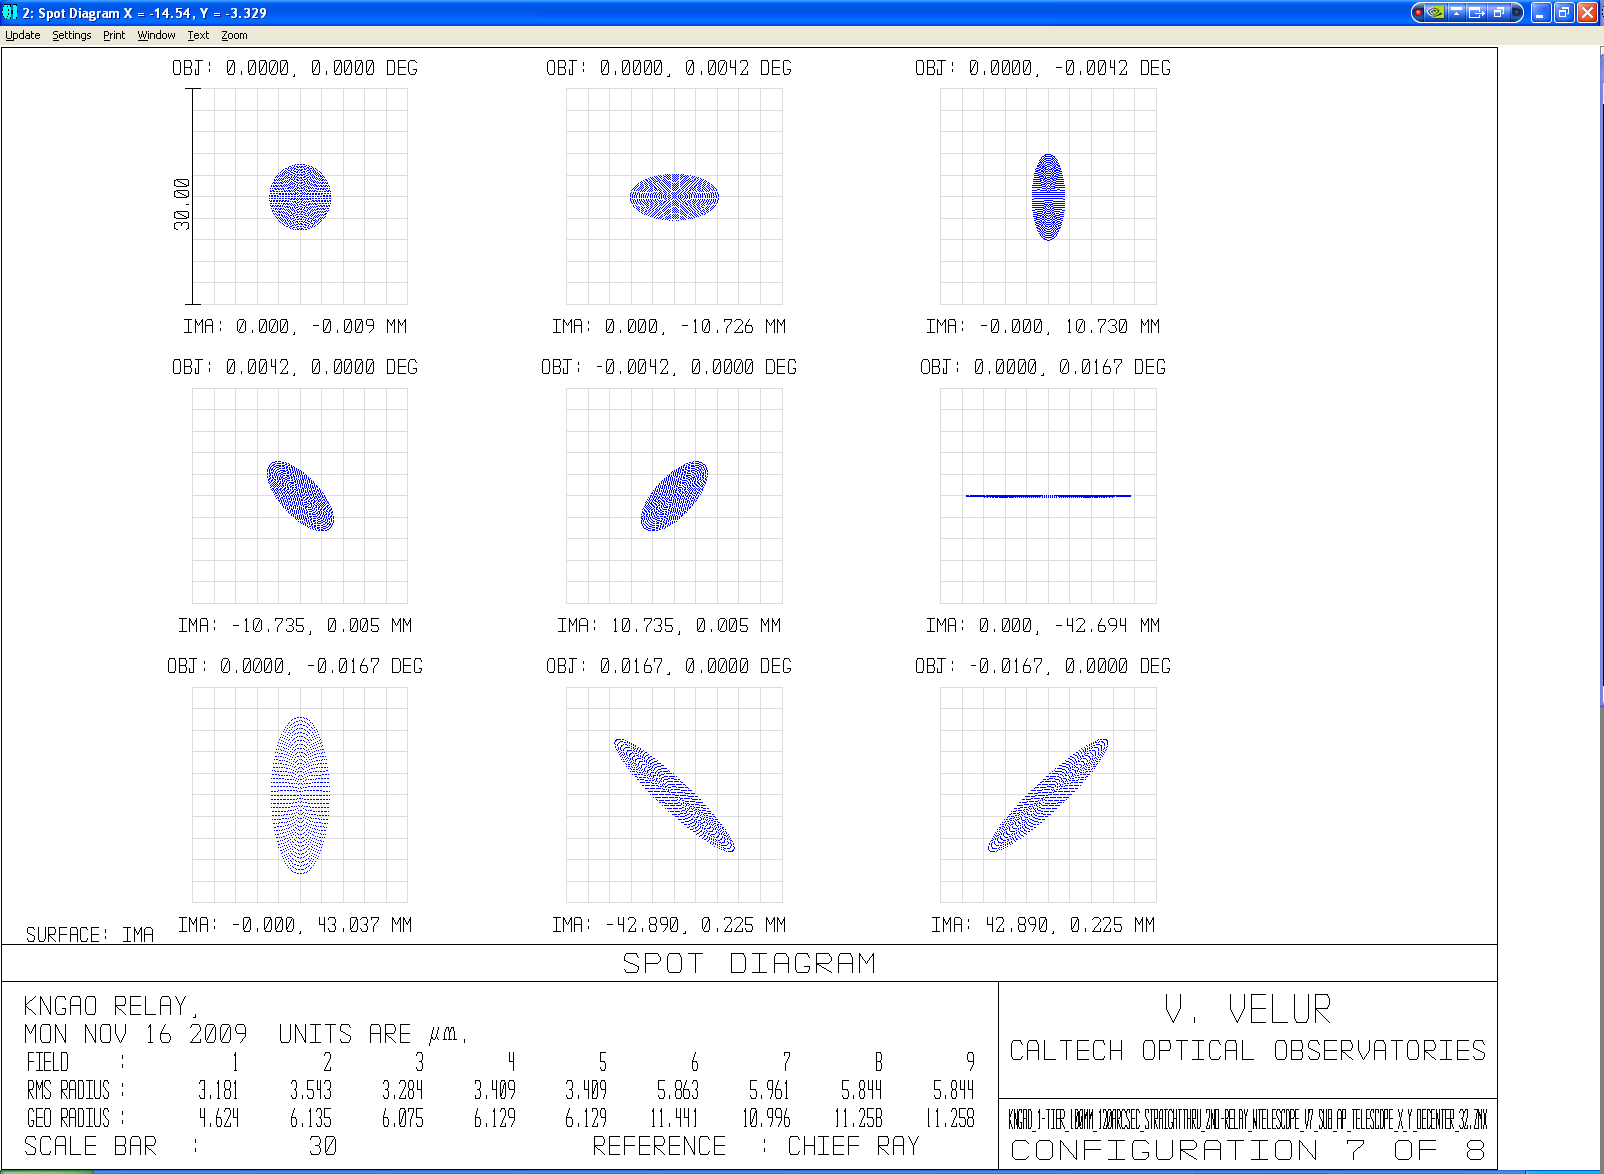 2: Spot Diagram X = -14.54, Y = -3.329
Update Settings Print Window Text Zoom
OBJ: 0.0000, 0.0000 DEG OBJ: 0.0000, 0.0042 DEG OBJ: 0.0000, -0.0042 DEG
30.00
IMA: 0.000, -0.009 MM IMA: 0.000, -10.726 MM IMA: -0.000, 10.730 MM
OBJ: 0.0042, 0.0000 DEG OBJ: -0.0042, 0.0000 DEG OBJ: 0.0000, 0.0167 DEG
IMA: -10.735, 0.005 MM IMA: 10.735, 0.005 MM IMA: 0.000, -42.694 MM
OBJ: 0.0000, -0.0167 DEG OBJ: 0.0167, 0.0000 DEG OBJ: -0.0167, 0.0000 DEG
IMA: -0.000, 43.037 MM IMA: -42.890, 0.225 MM IMA: 42.890, 0.225 MM
SURFACE: IMA
SPOT DIAGRAM
KNGAO RELAY,
MON NOV 16 2009 UNITS ARE µm.
FIELD : 1 2 3 4 5 6 7 8 9
RMS RADIUS : 3.181 3.543 3.284 3.409 3.409 5.863 5.961 5.844 5.844
GEO RADIUS : 4.624 6.135 6.075 6.129 6.129 11.441 10.996 11.258 11.258
SCALE BAR : 30 REFERENCE : CHIEF RAY
V. VELUR
CALTECH OPTICAL OBSERVATORIES
KNGAO_1-TIER_100MM_120ARCSEC_STRAIGHTTHRU_2ND-RELAY_WTELESCOPE_V7_SUB_AP_TELESCOPE_X_Y_DECENTER_32.ZMX
CONFIGURATION 7 OF 8